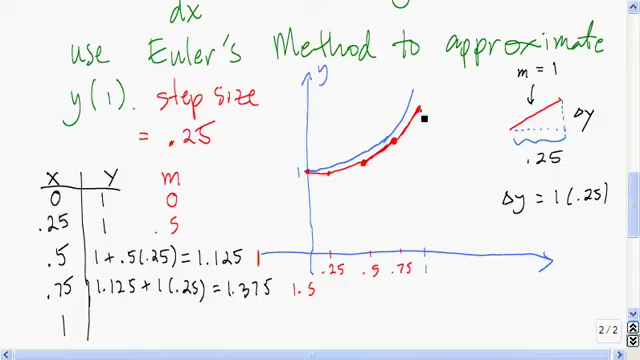 dx
use Euler's Method to approximate
y(1). step size
= .25
y
1
m = 1
Δy
.25
Δy = 1(.25)
x y m
0 1 0
.25 1 .5
.5 1 + .5(.25) = 1.125 1
.75 1.125 + 1(.25) = 1.375 1.5
1
.25 .5 .75 1
2/2